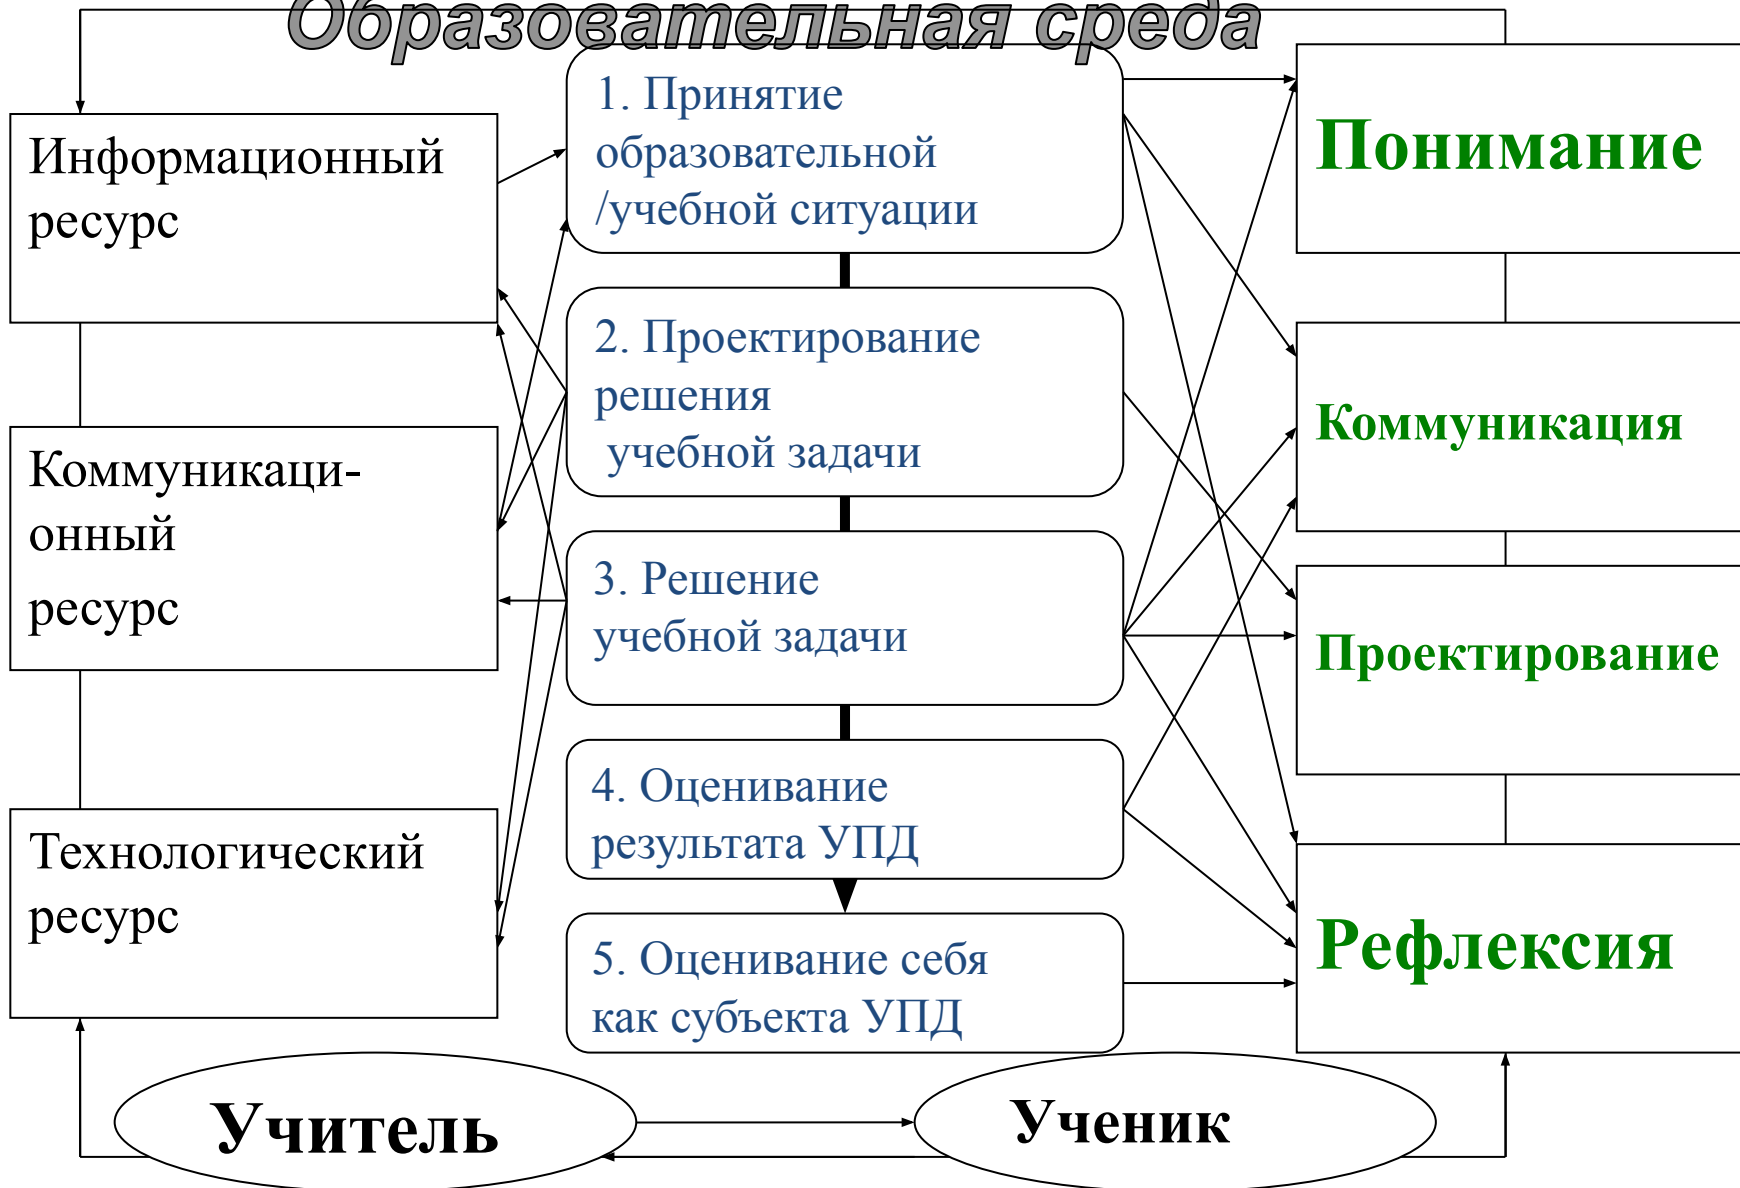 Образовательная среда
Информационный
ресурс
Коммуникаци-
онный
ресурс
Технологический
ресурс
1. Принятие
образовательной
/учебной ситуации
2. Проектирование
решения
учебной задачи
3. Решение
учебной задачи
4. Оценивание
результата УПД
5. Оценивание себя
как субъекта УПД
Понимание
Коммуникация
Проектирование
Рефлексия
Учитель
Ученик